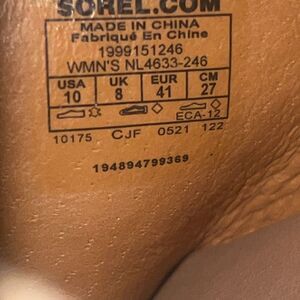 SOREL.COM
MADE IN CHINA
Fabriqué En Chine
1999151246
WMN'S NL4633-246
USA UK EUR CM
10 8 41 27
ECA-12
10175 CJF 0521 122
194894799369